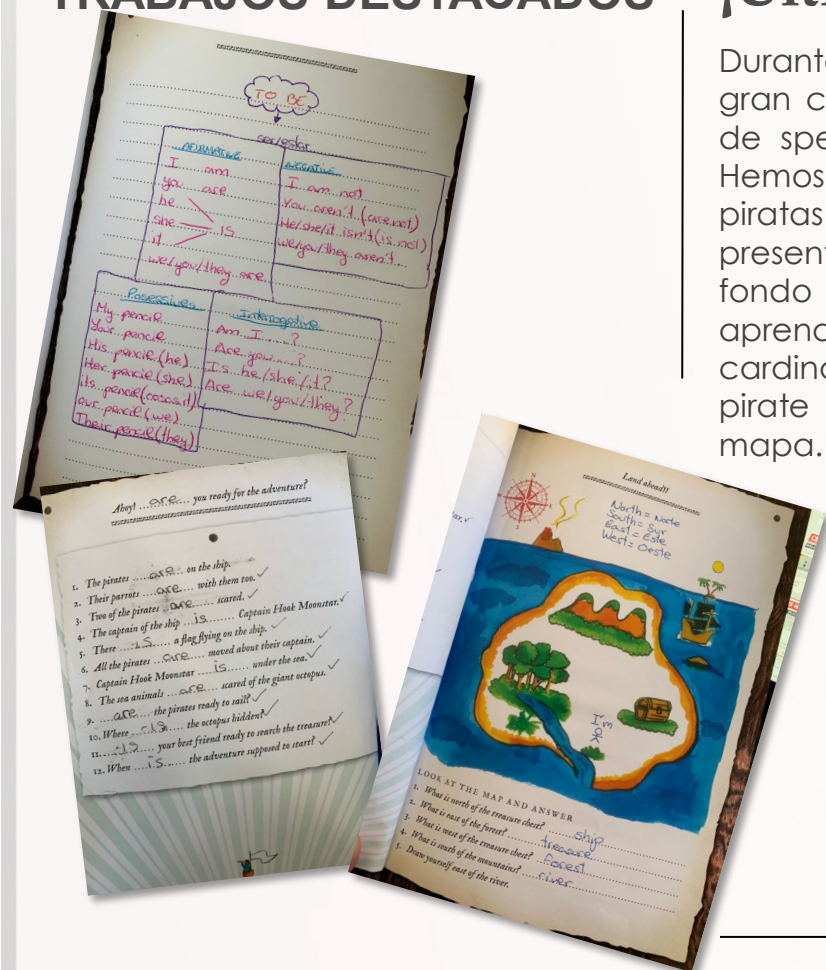 TRABAJOS DESTACADOS
TO BE
ser/estar
AFIRMATIVE
I am
you are
he
she
it
is
we/you/they are
NEGATIVE
I am not
You aren't (are not)
He/she/it isn't (is not)
we/you/they aren't
Possessives
My pencil
Your pencil
His pencil (he)
Her pencil (she)
its pencil (cosas it)
our pencil (we)
Their pencil (they)
Interrogative
Am I ....?
Are you ....?
Is he/she/it?
Are we/you/they?
Ahoy! are you ready for the adventure?
1. The pirates are on the ship.
2. Their parrots are with them too.
3. Two of the pirates are scared.
4. The captain of the ship is Captain Hook Moonstar.
5. There is a flag flying on the ship.
6. All the pirates are moved about their captain.
7. Captain Hook Moonstar is under the sea.
8. The sea animals are scared of the giant octopus.
9. are the pirates ready to sail?
10. Where is the octopus hidden?
11. is your best friend ready to search the treasure?
12. When is the adventure supposed to start?
Land ahead!!
North = Norte
South = Sur
East = Este
West = Oeste
I'm
LOOK AT THE MAP AND ANSWER
1. What is north of the treasure chest? ship
2. What is east of the forest? treasure
3. What is west of the treasure chest? forest
4. What is south of the mountains? river
5. Draw yourself east of the river.
gran c
de spe
Hemos
piratas
present
fondo
aprend
cardina
pirate
mapa.